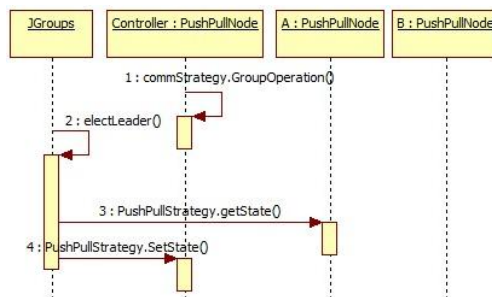 JGroups
Controller : PushPullNode
A : PushPullNode
B : PushPullNode
1 : commStrategy.GroupOperation()
2 : electLeader()
3 : PushPullStrategy.getState()
4 : PushPullStrategy.SetState()